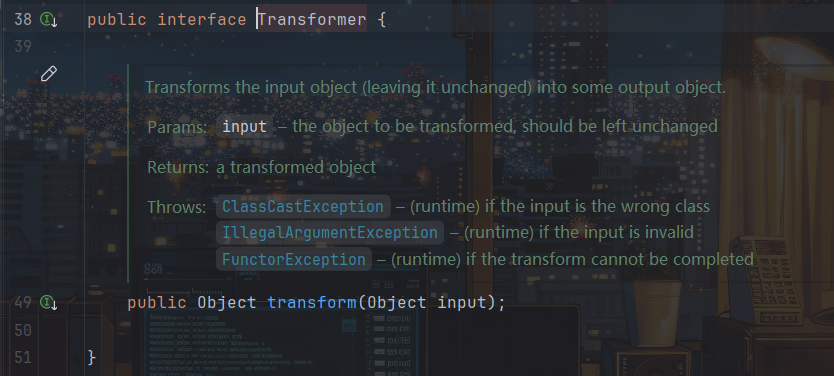 38 public interface Transformer {
39
Transforms the input object (leaving it unchanged) into some output object.
Params: input – the object to be transformed, should be left unchanged
Returns: a transformed object
Throws: ClassCastException – (runtime) if the input is the wrong class
IllegalArgumentException – (runtime) if the input is invalid
FunctorException – (runtime) if the transform cannot be completed
49 public Object transform(Object input);
50
51 }